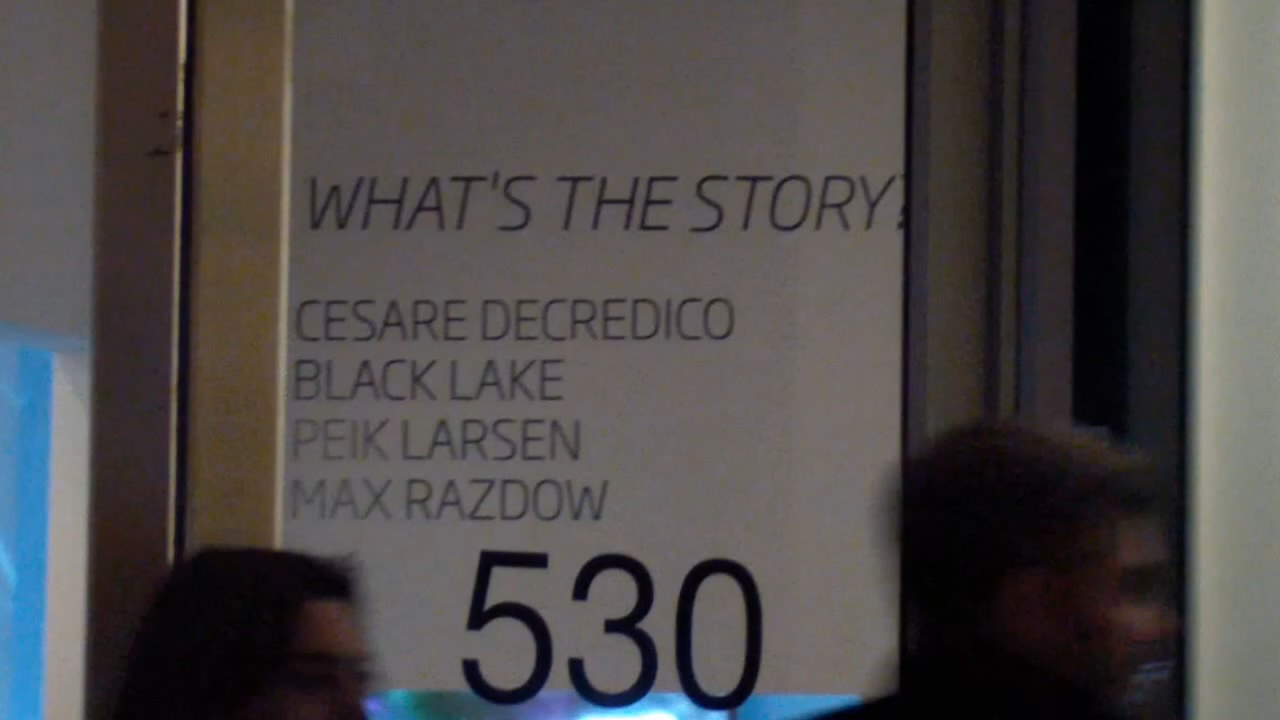 WHAT'S THE STORY?
CESARE DECREDICO
BLACK LAKE
PEIK LARSEN
MAX RAZDOW
530